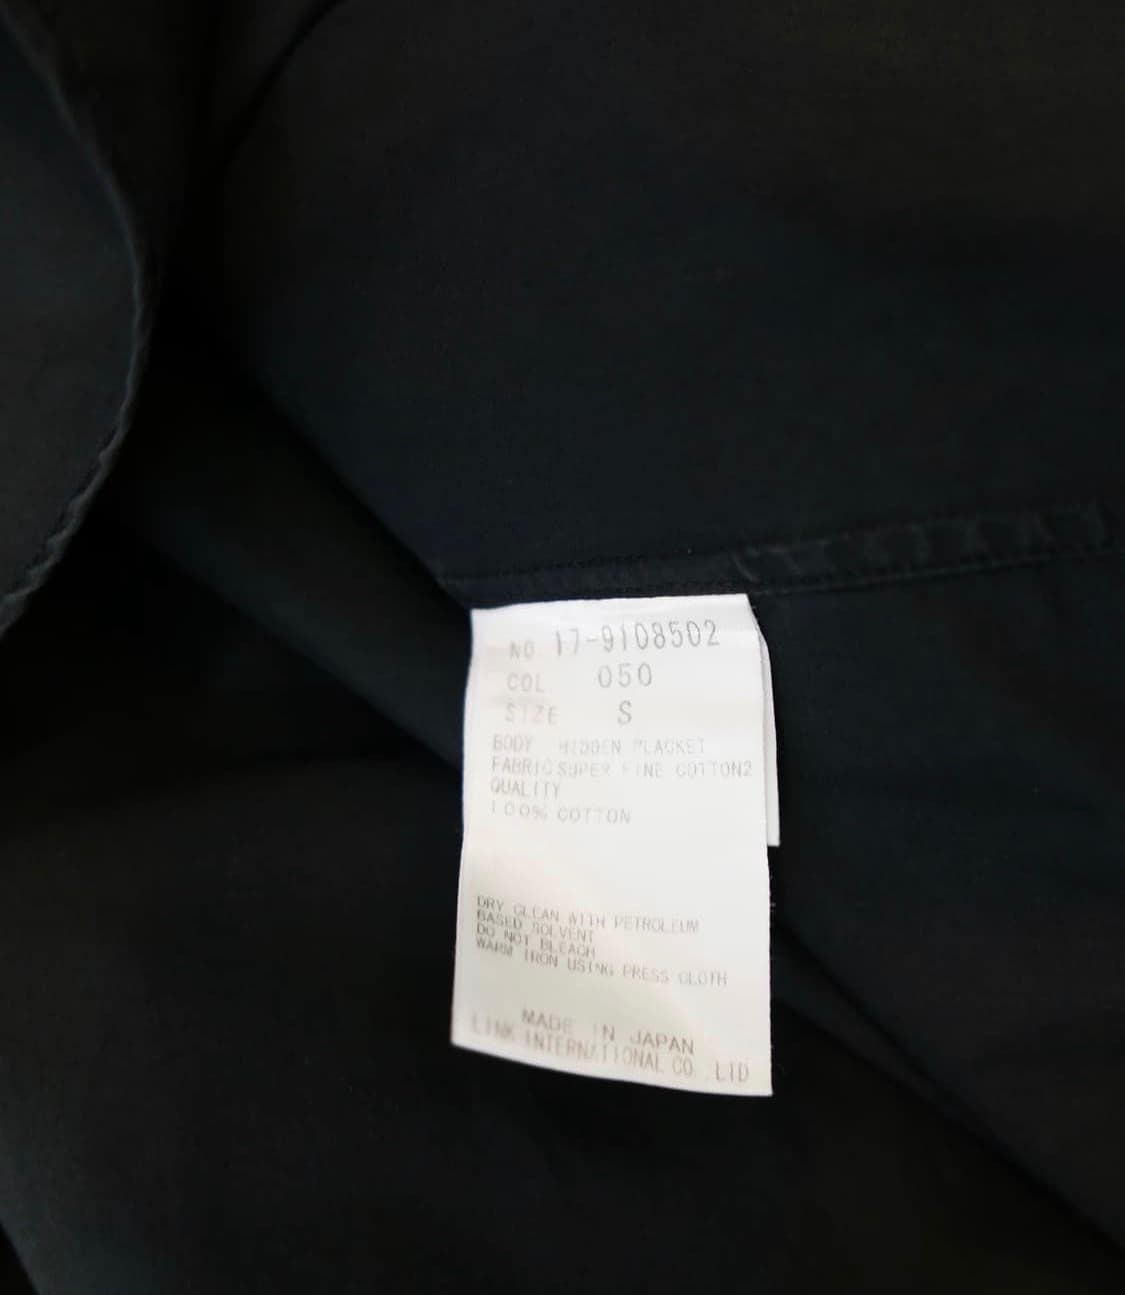 NO. 17-9108502
COL 050
SIZE S
BODY HIDDEN PLACKET
FABRIC SUPER FINE COTTON2
QUALITY
100% COTTON
DRY CLEAN WITH PETROLEUM
BASED SOLVENT
DO NOT BLEACH
WARM IRON USING PRESS CLOTH
MADE IN JAPAN
LINK INTERNATIONAL CO.,LTD